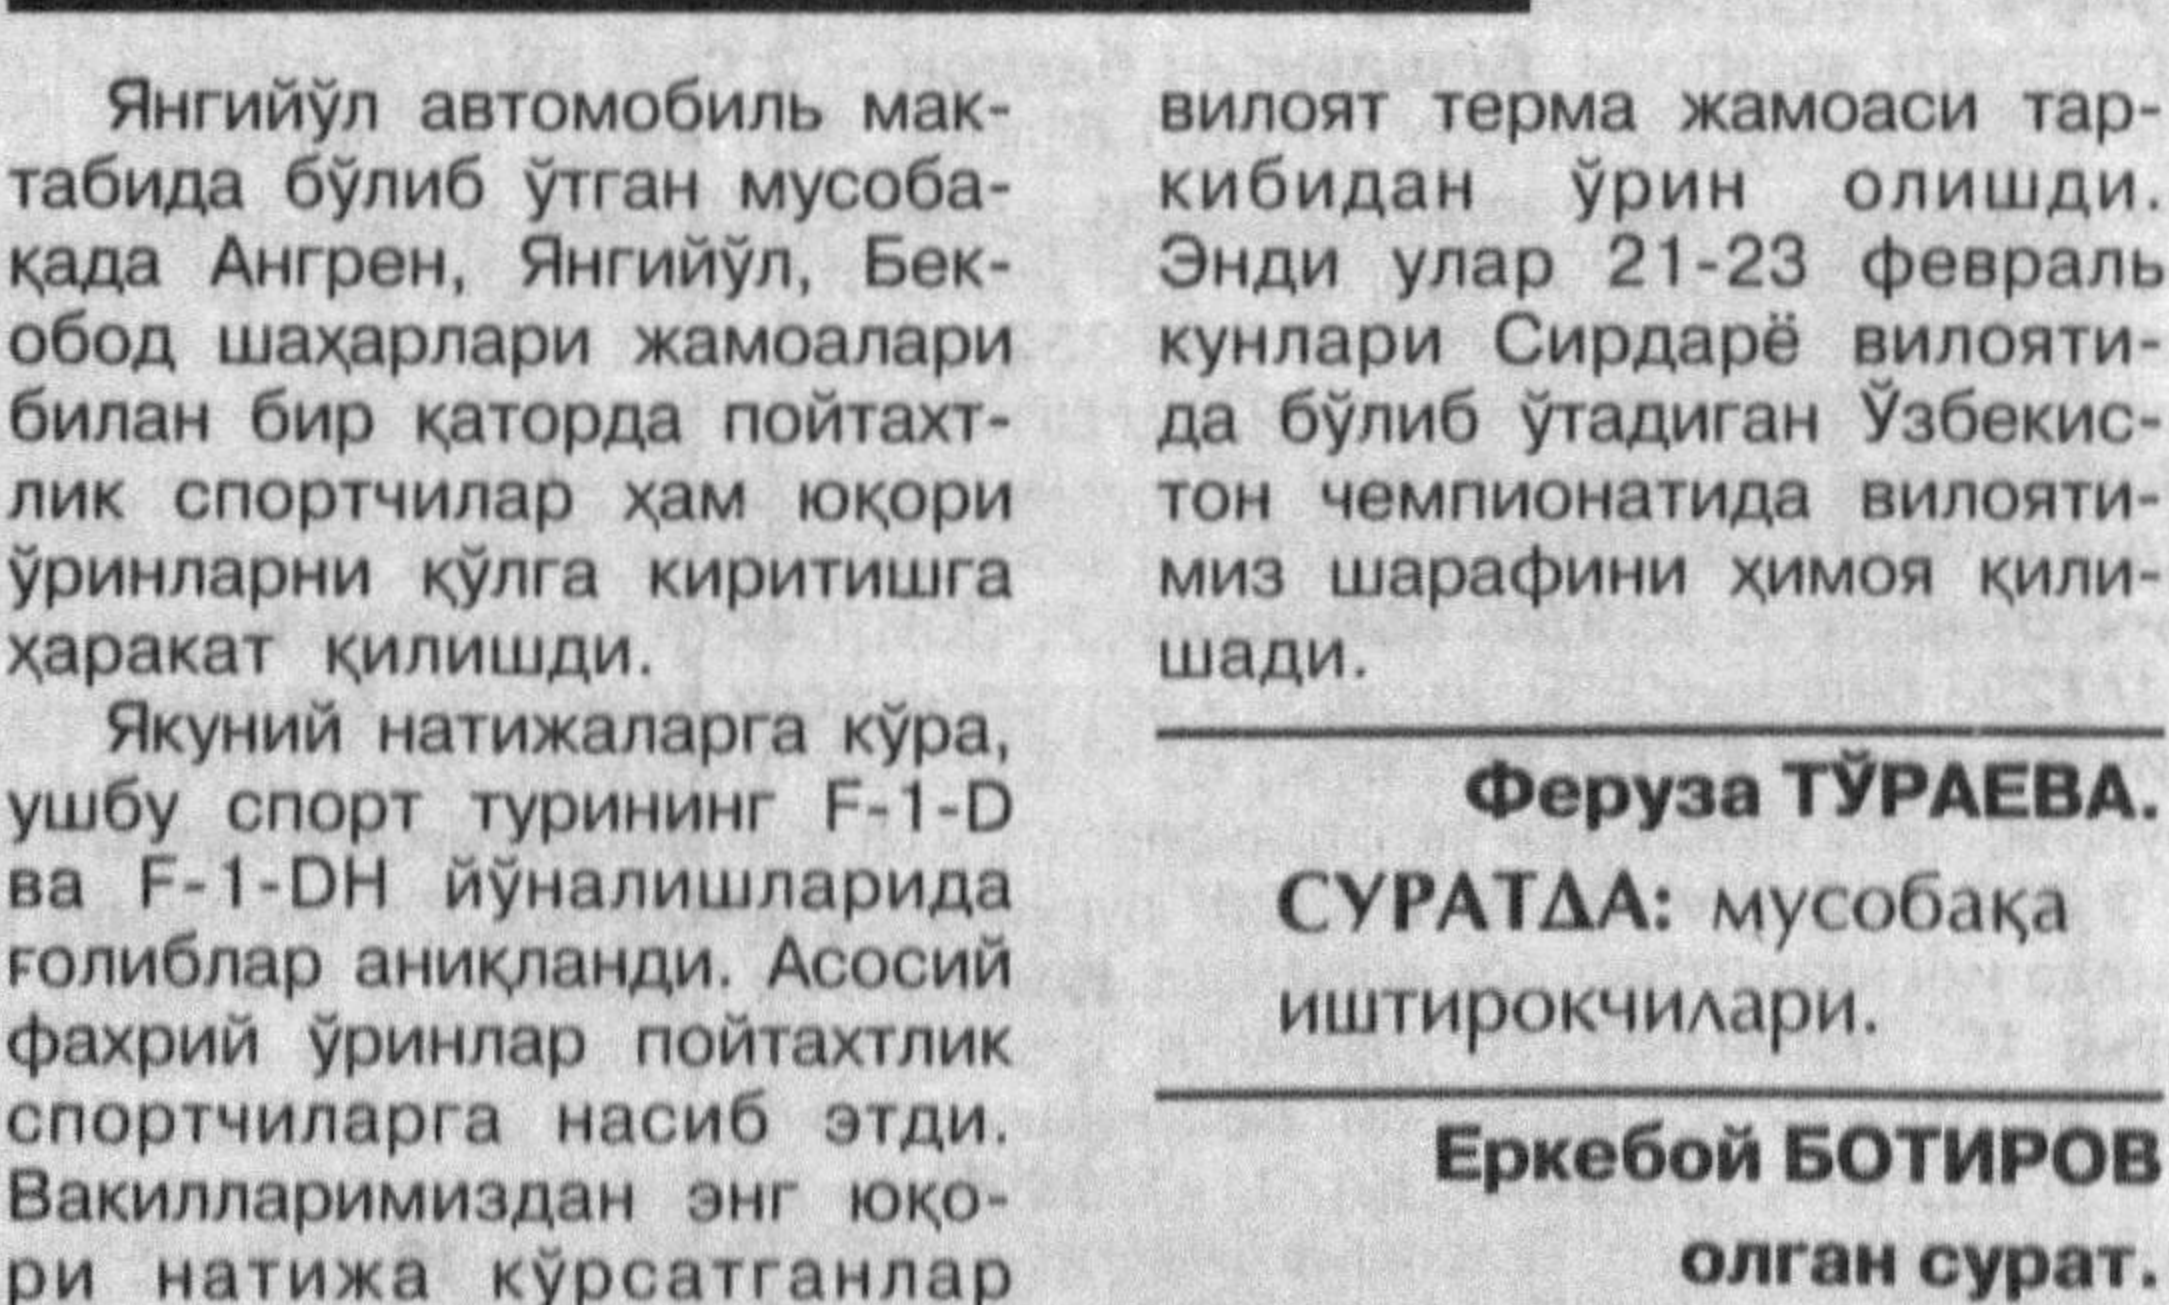 Янгийўл автомобиль мак-
табида бўлиб ўтган мусоба-
қада Ангрен, Янгийўл, Бек-
обод шаҳарлари жамоалари
билан бир қаторда пойтахт-
лик спортчилар ҳам юқори
ўринларни қўлга киритишга
ҳаракат қилишди.
Якуний натижаларга кўра,
ушбу спорт турининг F-1-D
ва F-1-DH йўналишларида
ғолиблар аниқланди. Асосий
фахрий ўринлар пойтахтлик
спортчиларга насиб этди.
Вакилларимиздан энг юқо-
ри натижа кўрсатганлар
вилоят терма жамоаси тар-
кибидан ўрин олишди.
Энди улар 21-23 февраль
кунлари Сирдарё вилояти-
да бўлиб ўтадиган Ўзбекис-
тон чемпионатида вилояти-
миз шарафини ҳимоя қили-
шади.
Феруза ТЎРАЕВА.
СУРАТДА: мусобақа
иштирокчилари.
Еркебой БОТИРОВ
олган сурат.